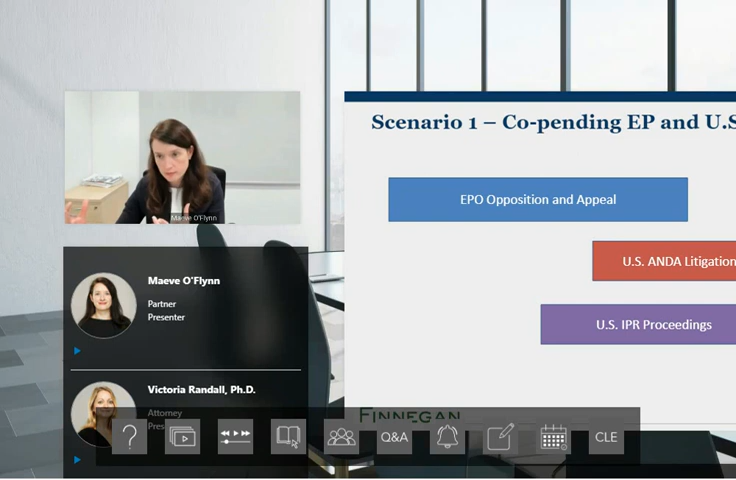 Scenario 1 – Co-pending EP and U.S
EPO Opposition and Appeal
U.S. ANDA Litigation
U.S. IPR Proceedings
FINNEGAN
Maeve O'Flynn
Maeve O'Flynn
Partner
Presenter
Victoria Randall, Ph.D.
Attorney
Pres
?
Q&A
CLE